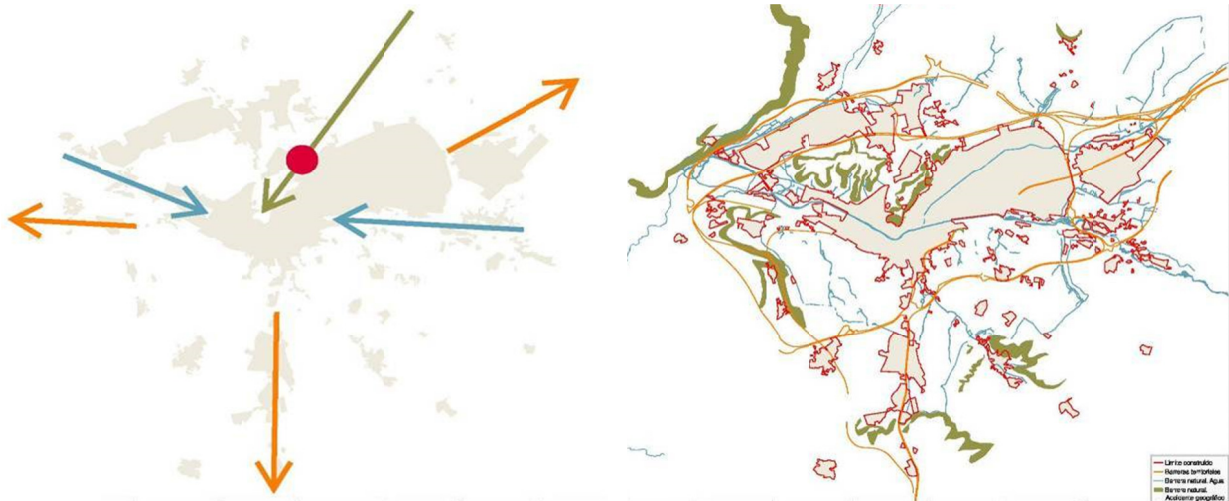 Límite construido
Barreras territoriales
Barrera natural. Agua
Barrera natural.
Accidente geográfico